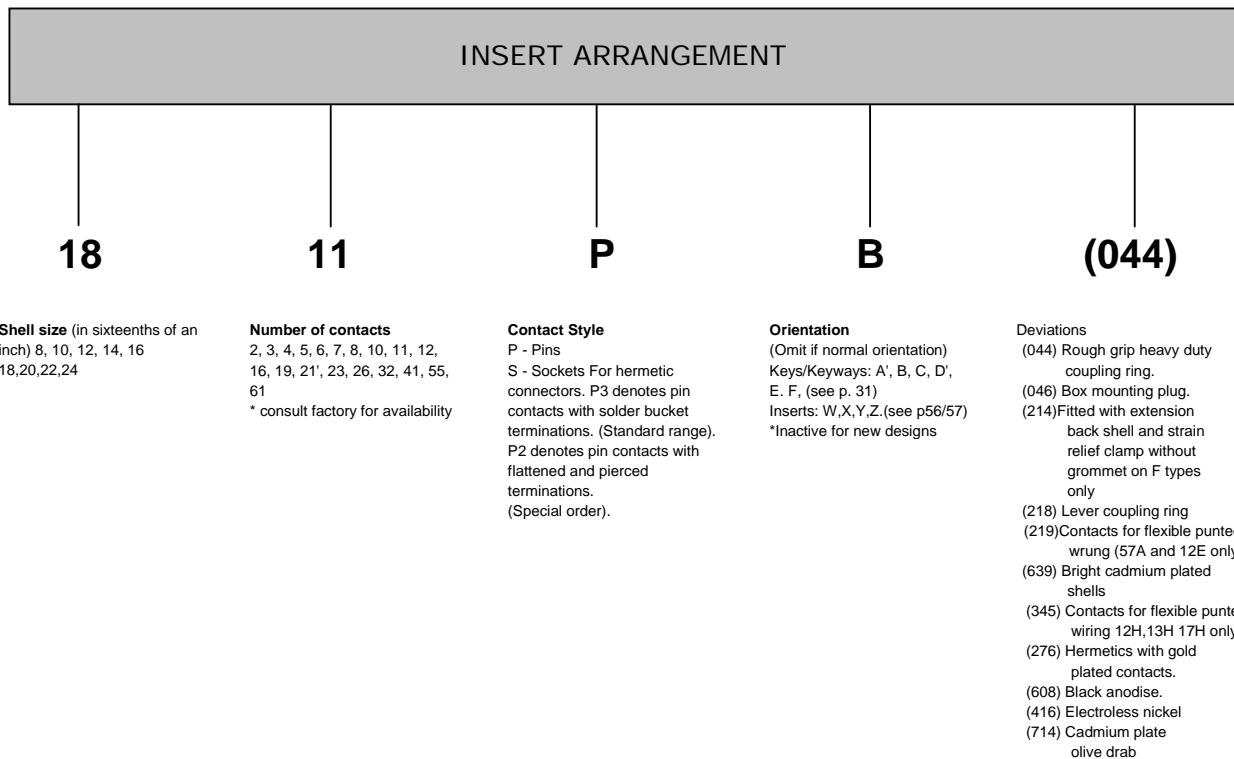 INSERT ARRANGEMENT
18
11
P
B
(044)
Shell size (in sixteenths of an
inch) 8, 10, 12, 14, 16
18,20,22,24
Number of contacts
2, 3, 4, 5, 6, 7, 8, 10, 11, 12,
16, 19, 21', 23, 26, 32, 41, 55,
61
* consult factory for availability
Contact Style
P - Pins
S - Sockets For hermetic
connectors. P3 denotes pin
contacts with solder bucket
terminations. (Standard range).
P2 denotes pin contacts with
flattened and pierced
terminations.
(Special order).
Orientation
(Omit if normal orientation)
Keys/Keyways: A', B, C, D',
E. F, (see p. 31)
Inserts: W,X,Y,Z.(see p56/57)
*Inactive for new designs
Deviations
(044) Rough grip heavy duty
coupling ring.
(046) Box mounting plug.
(214)Fitted with extension
back shell and strain
relief clamp without
grommet on F types
only
(218) Lever coupling ring
(219)Contacts for flexible
wrung (57A and 12E only
(639) Bright cadmium plated
shells
(345) Contacts for flexible
wiring 12H,13H 17H only
(276) Hermetics with gold
plated contacts.
(608) Black anodise.
(416) Electroless nickel
(714) Cadmium plate
olive drab